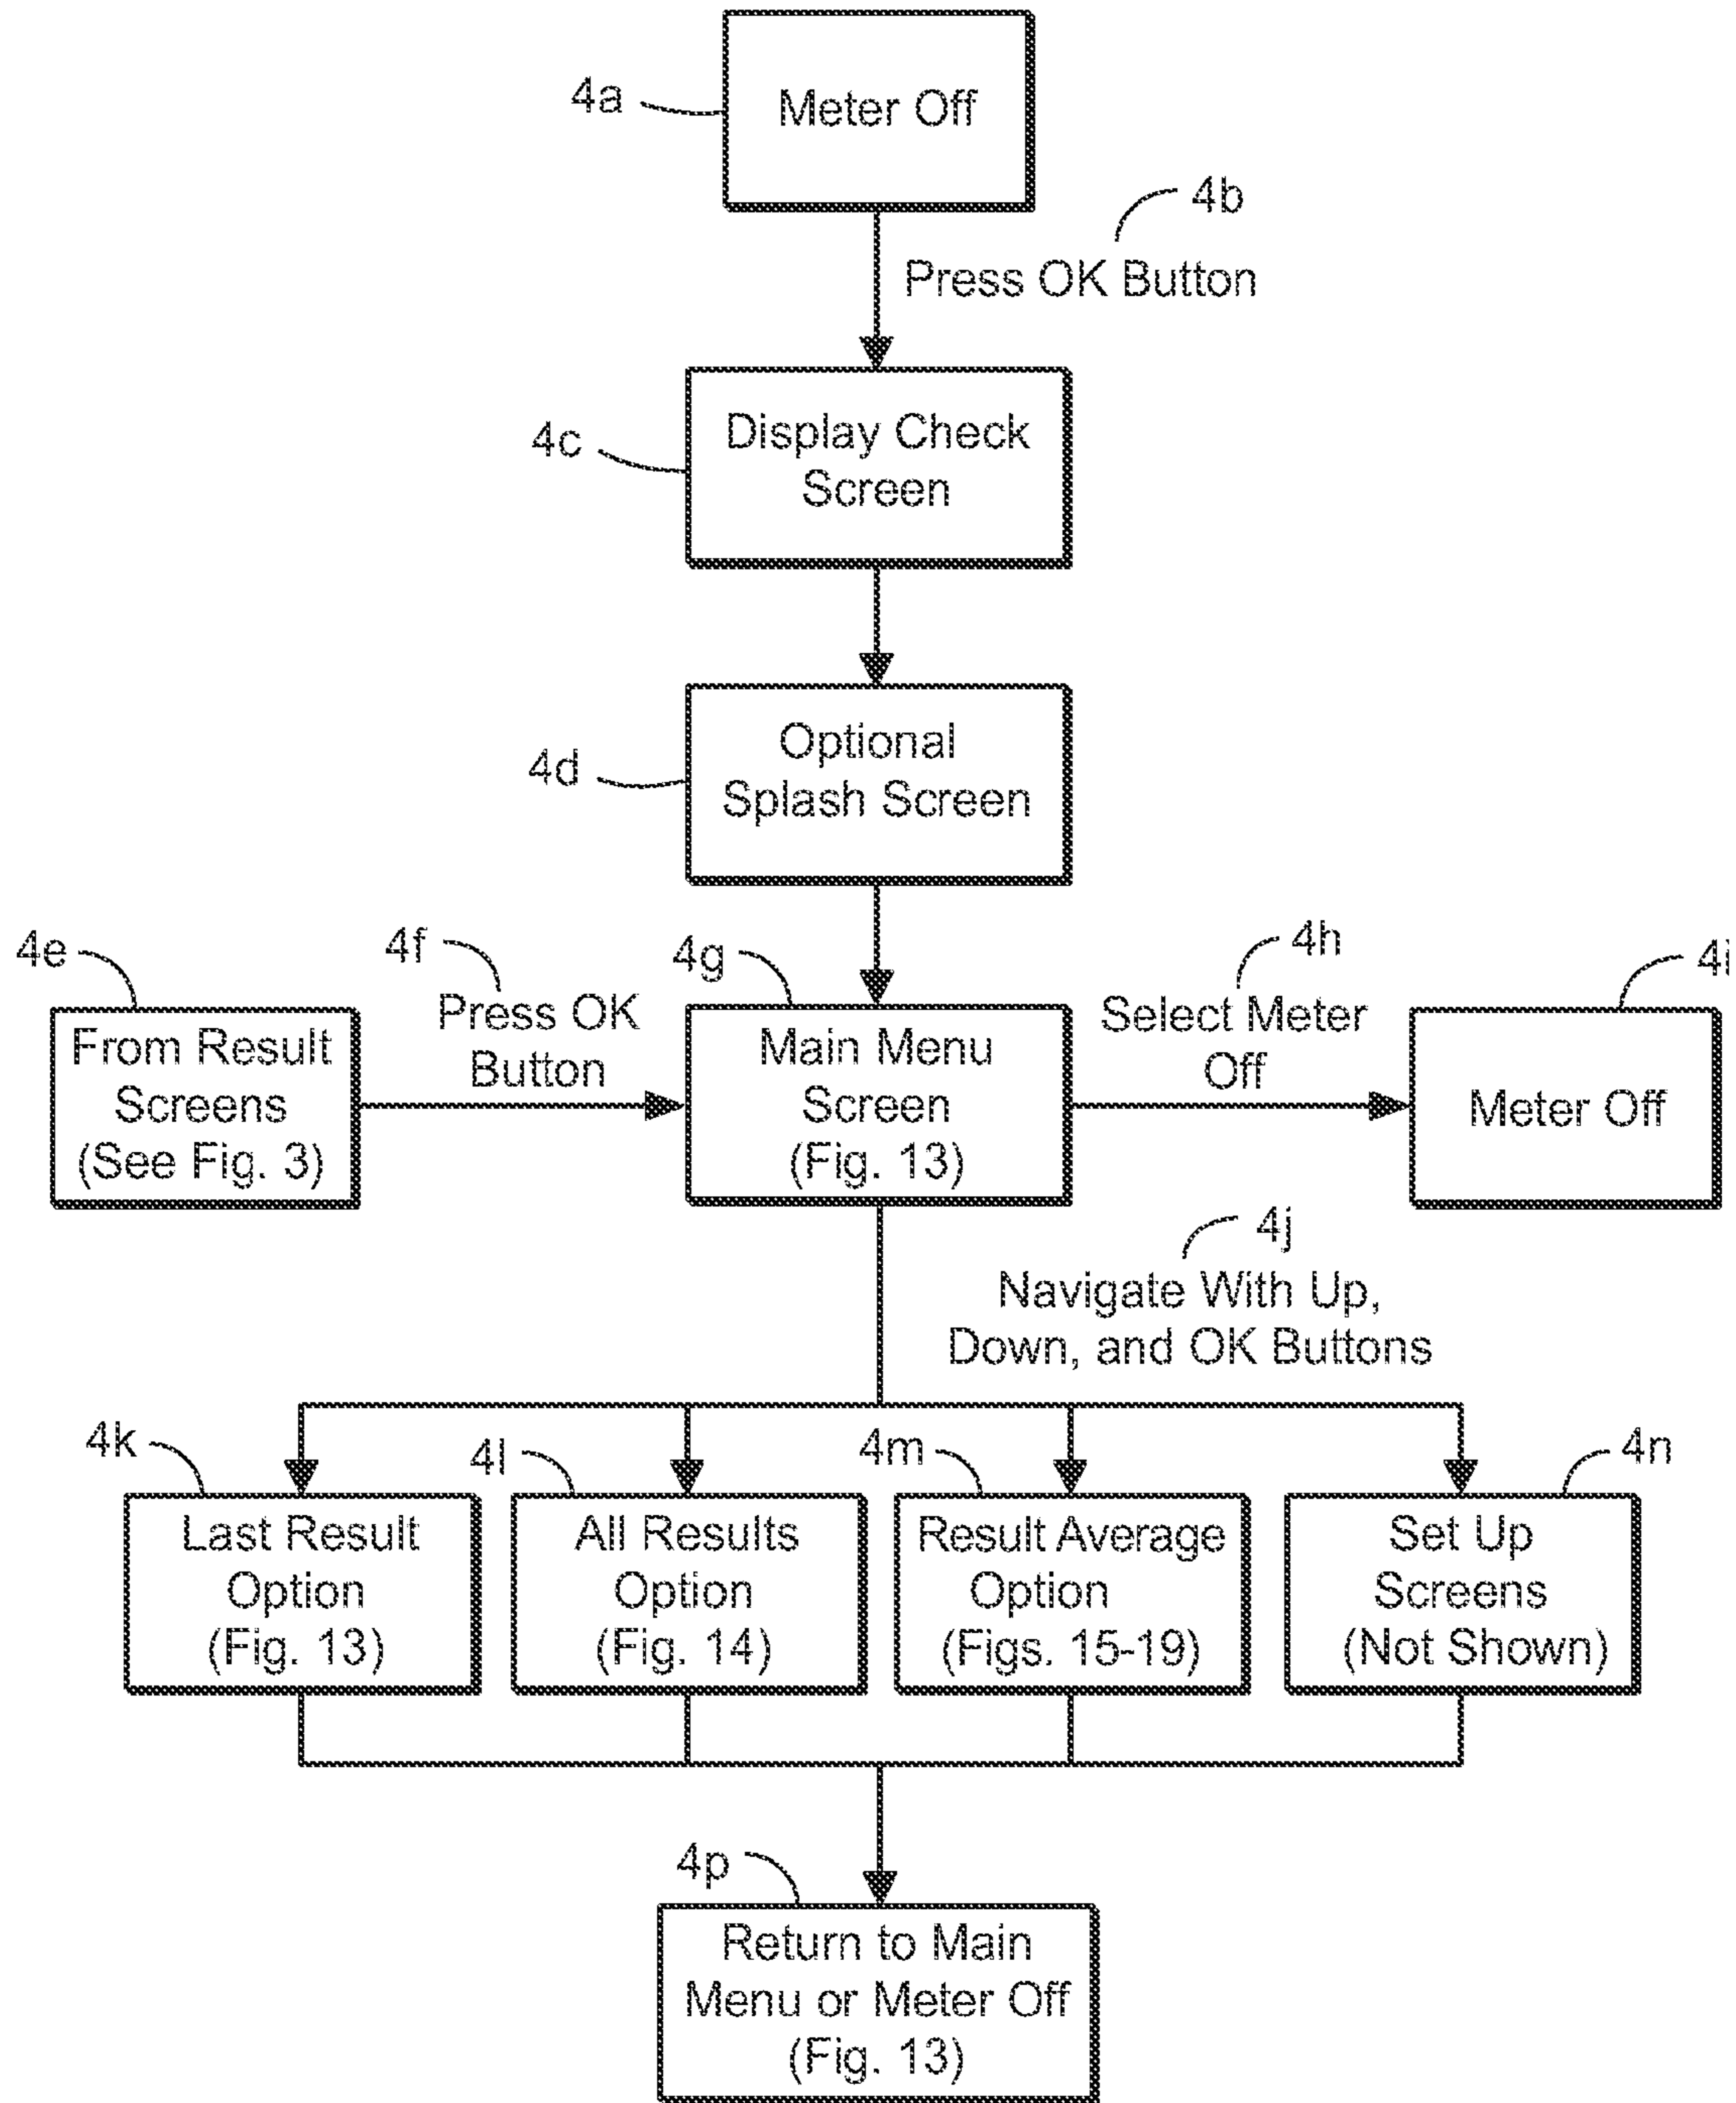 4a
Meter Off
4b
Press OK Button
4c
Display Check
Screen
4d
Optional
Splash Screen
4e
From Result
Screens
(See Fig. 3)
4f
Press OK
Button
4g
Main Menu
Screen
(Fig. 13)
4h
Select Meter
Off
4i
Meter Off
4j
Navigate With Up,
Down, and OK Buttons
4k
Last Result
Option
(Fig. 13)
4l
All Results
Option
(Fig. 14)
4m
Result Average
Option
(Figs. 15-19)
4n
Set Up
Screens
(Not Shown)
4p
Return to Main
Menu or Meter Off
(Fig. 13)